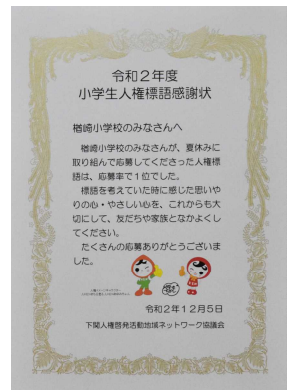 令和２年度
小学生人権標語感謝状
楢崎小学校のみなさんへ
楢崎小学校のみなさんが、夏休みに
取り組んで応募してくださった人権標
語は、応募率で１位でした。
標語を考えていた時に感じた思いや
りの心・やさしい心を、これからも大
切にして、友だちや家族となかよくし
てください。
たくさんの応募ありがとうございま
した。
令和２年１２月５日
下関人権啓発活動地域ネットワーク協議会